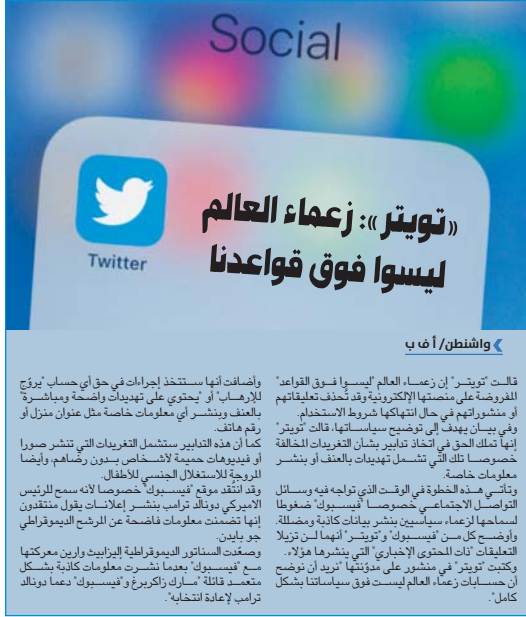 Social
Twitter
«تويتر»: زعماء العالم
ليسوا فوق قواعدنا
واشنطن/ أ ف ب
قالت "تويتر" إن زعماء العالم "ليسوا فوق القواعد"
المفروضة على منصتها الإلكترونية وقد تُحذف تعليقاتهم
أو منشوراتهم في حال انتهاكها شروط الاستخدام.
وفي بيان يهدف إلى توضيح سياساتها، قالت "تويتر"
إنها تملك الحق في اتخاذ تدابير بشأن التغريدات المخالفة
خصوصا تلك التي تشمل تهديدات بالعنف أو بنشر
معلومات خاصة.
وتأتي هذه الخطوة في الوقت الذي تواجه فيه وسائل
التواصل الاجتماعي خصوصا "فيسبوك" ضغوطا
لسماحها لزعماء سياسيين بنشر بيانات كاذبة ومضللة.
وأوضح كل من "فيسبوك" و"تويتر" أنهما لن تزيلا
التعليقات "ذات المحتوى الإخباري" التي ينشرها هؤلاء.
وكتبت "تويتر" في منشور على مدوّنتها "نريد أن نوضح
أن حسابات زعماء العالم ليست فوق سياساتنا بشكل
كامل".
وأضافت أنها ستتخذ إجراءات في حق أي حساب "يروّج
للإرهاب" أو "يحتوي على تهديدات واضحة ومباشرة"
بالعنف وبنشر أي معلومات خاصة مثل عنوان منزل أو
رقم هاتف.
كما أن هذه التدابير ستشمل التغريدات التي تنشر صورا
أو فيديوهات حميمة لأشخاص بدون رضاهم، وأيضا
المروجة للاستغلال الجنسي للأطفال.
وقد انتُقد موقع "فيسبوك" خصوصا لأنه سمح للرئيس
الاميركي دونالد ترامب بنشر إعلانات يقول منتقدون
إنها تضمنت معلومات فاضحة عن المرشح الديموقراطي
جو بايدن.
وصعّدت السناتور الديموقراطية إليزابيث وارين معركتها
مع "فيسبوك" بعدما نشرت معلومات كاذبة بشكل
متعمد قائلة "مارك زاكربرغ و"فيسبوك" دعما دونالد
ترامب لإعادة انتخابه".